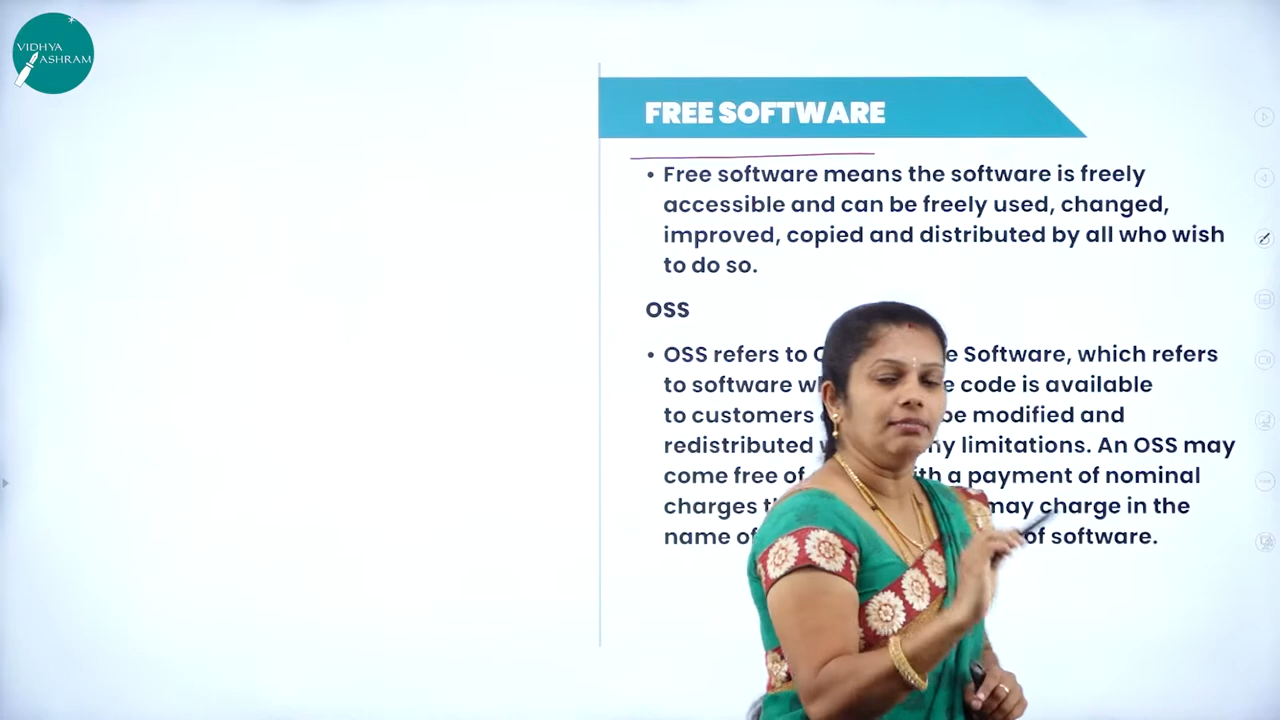 VIDHYA
ASHRAM
FREE SOFTWARE
• Free software means the software is freely
accessible and can be freely used, changed,
improved, copied and distributed by all who wish
to do so.
OSS
• OSS refers to Software, which refers
to software code is available
to customers be modified and
redistributed limitations. An OSS may
come free of a payment of nominal
charges may charge in the
name of of software.